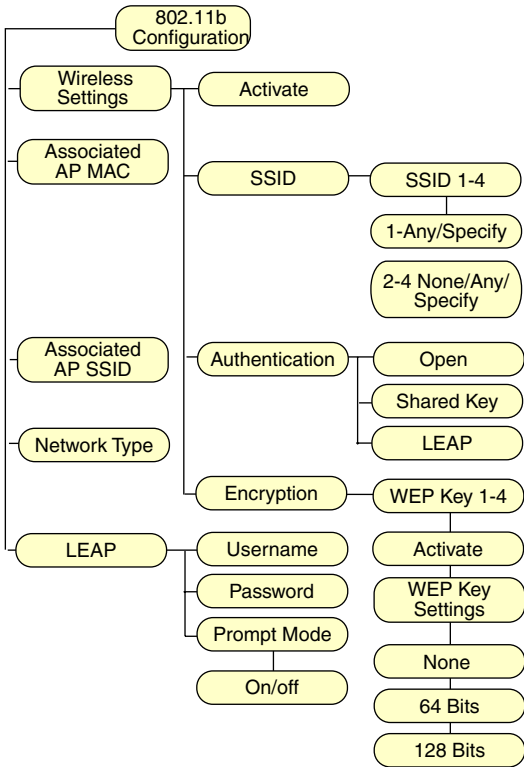 802.11b
Configuration
Wireless
Settings
Activate
Associated
AP MAC
SSID
SSID 1-4
1-Any/Specify
2-4 None/Any/
Specify
Associated
AP SSID
Authentication
Open
Shared Key
LEAP
Network Type
Encryption
WEP Key 1-4
Activate
WEP Key
Settings
None
64 Bits
128 Bits
LEAP
Username
Password
Prompt Mode
On/off